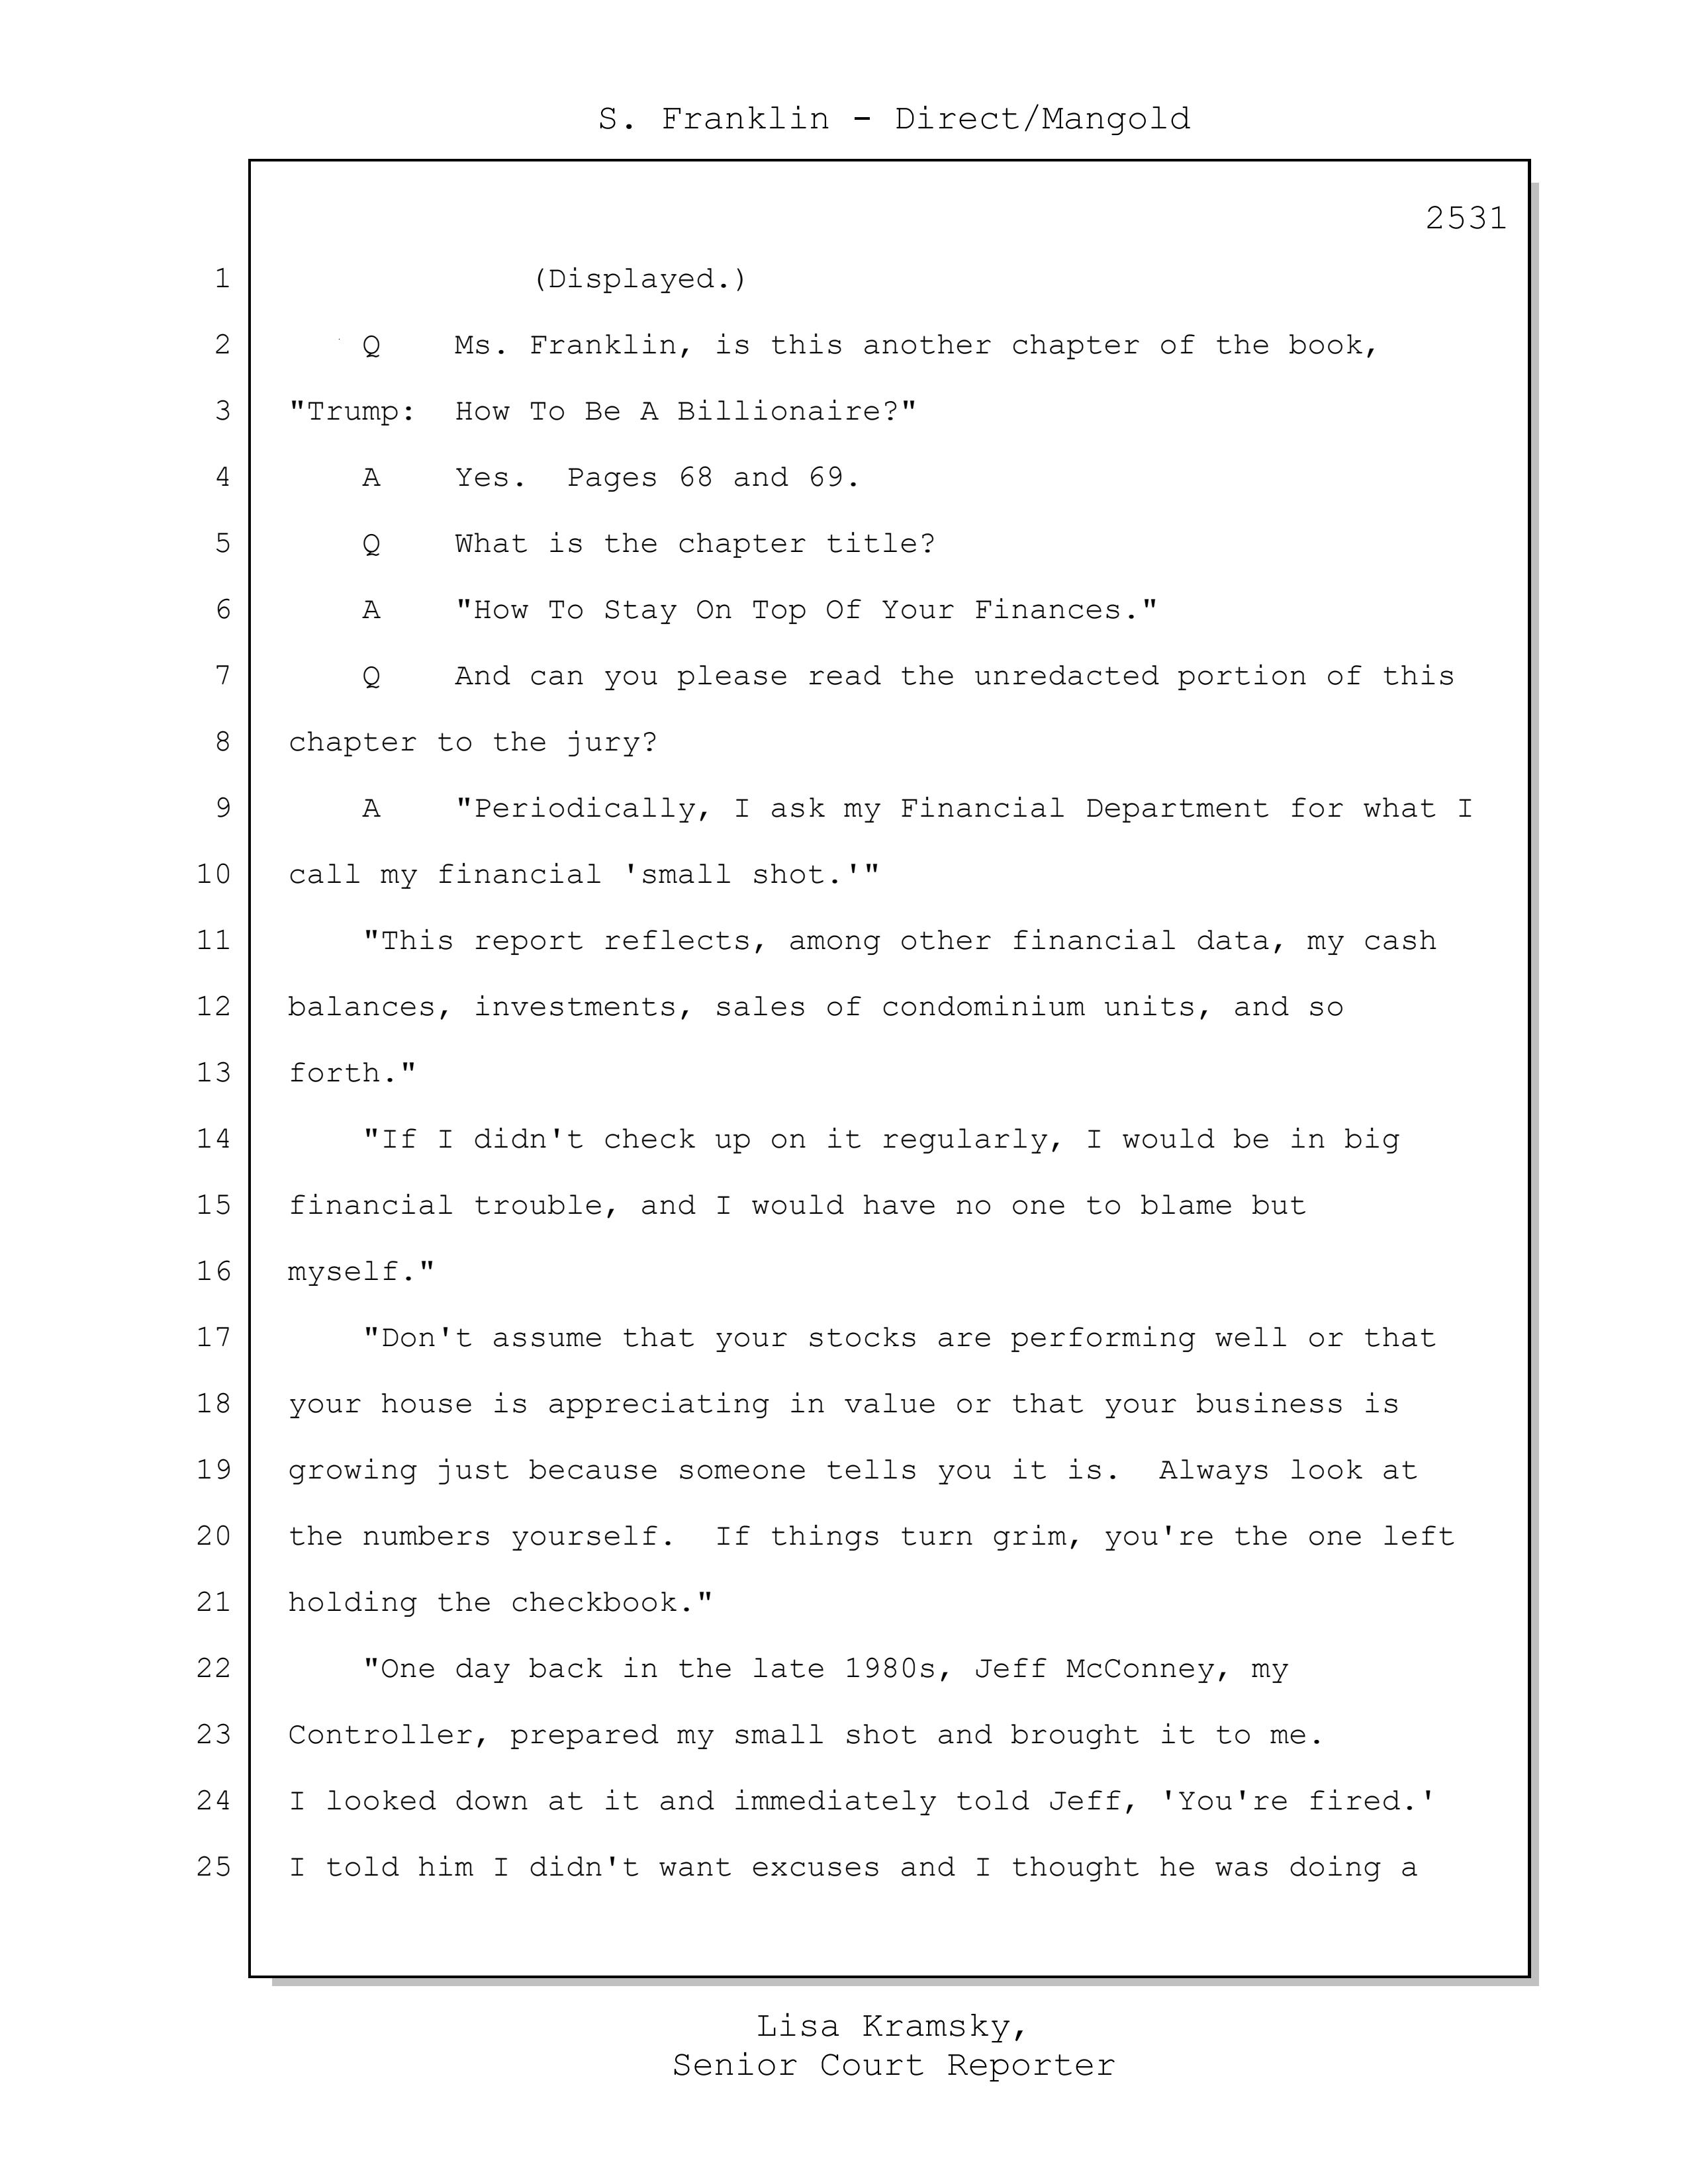 S. Franklin - Direct/Mangold
2531
1 (Displayed.)
2 Q Ms. Franklin, is this another chapter of the book,
3 "Trump: How To Be A Billionaire?"
4 A Yes. Pages 68 and 69.
5 Q What is the chapter title?
6 A "How To Stay On Top Of Your Finances."
7 Q And can you please read the unredacted portion of this
8 chapter to the jury?
9 A "Periodically, I ask my Financial Department for what I
10 call my financial 'small shot.'"
11 "This report reflects, among other financial data, my cash
12 balances, investments, sales of condominium units, and so
13 forth."
14 "If I didn't check up on it regularly, I would be in big
15 financial trouble, and I would have no one to blame but
16 myself."
17 "Don't assume that your stocks are performing well or that
18 your house is appreciating in value or that your business is
19 growing just because someone tells you it is. Always look at
20 the numbers yourself. If things turn grim, you're the one left
21 holding the checkbook."
22 "One day back in the late 1980s, Jeff McConney, my
23 Controller, prepared my small shot and brought it to me.
24 I looked down at it and immediately told Jeff, 'You're fired.'
25 I told him I didn't want excuses and I thought he was doing a
Lisa Kramsky,
Senior Court Reporter